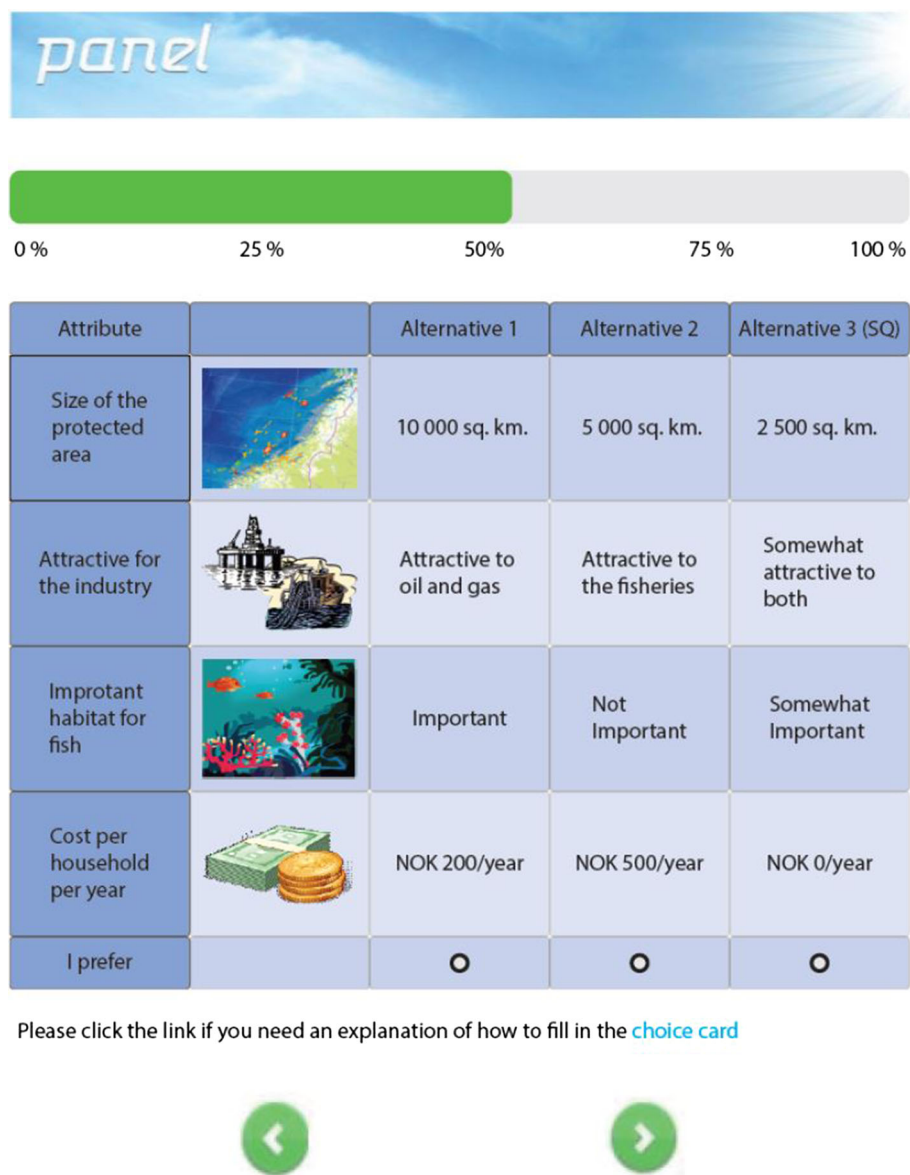 panel
0 % 25 % 50% 75 % 100 %
Attribute Alternative 1 Alternative 2 Alternative 3 (SQ)
Size of the
protected
area
10 000 sq. km.
5 000 sq. km.
2 500 sq. km.
Attractive for
the industry
Attractive to
oil and gas
Attractive to
the fisheries
Somewhat
attractive to
both
Improtant
habitat for
fish
Important
Not
Important
Somewhat
Important
Cost per
household
per year
NOK 200/year
NOK 500/year
NOK 0/year
I prefer
Please click the link if you need an explanation of how to fill in the choice card